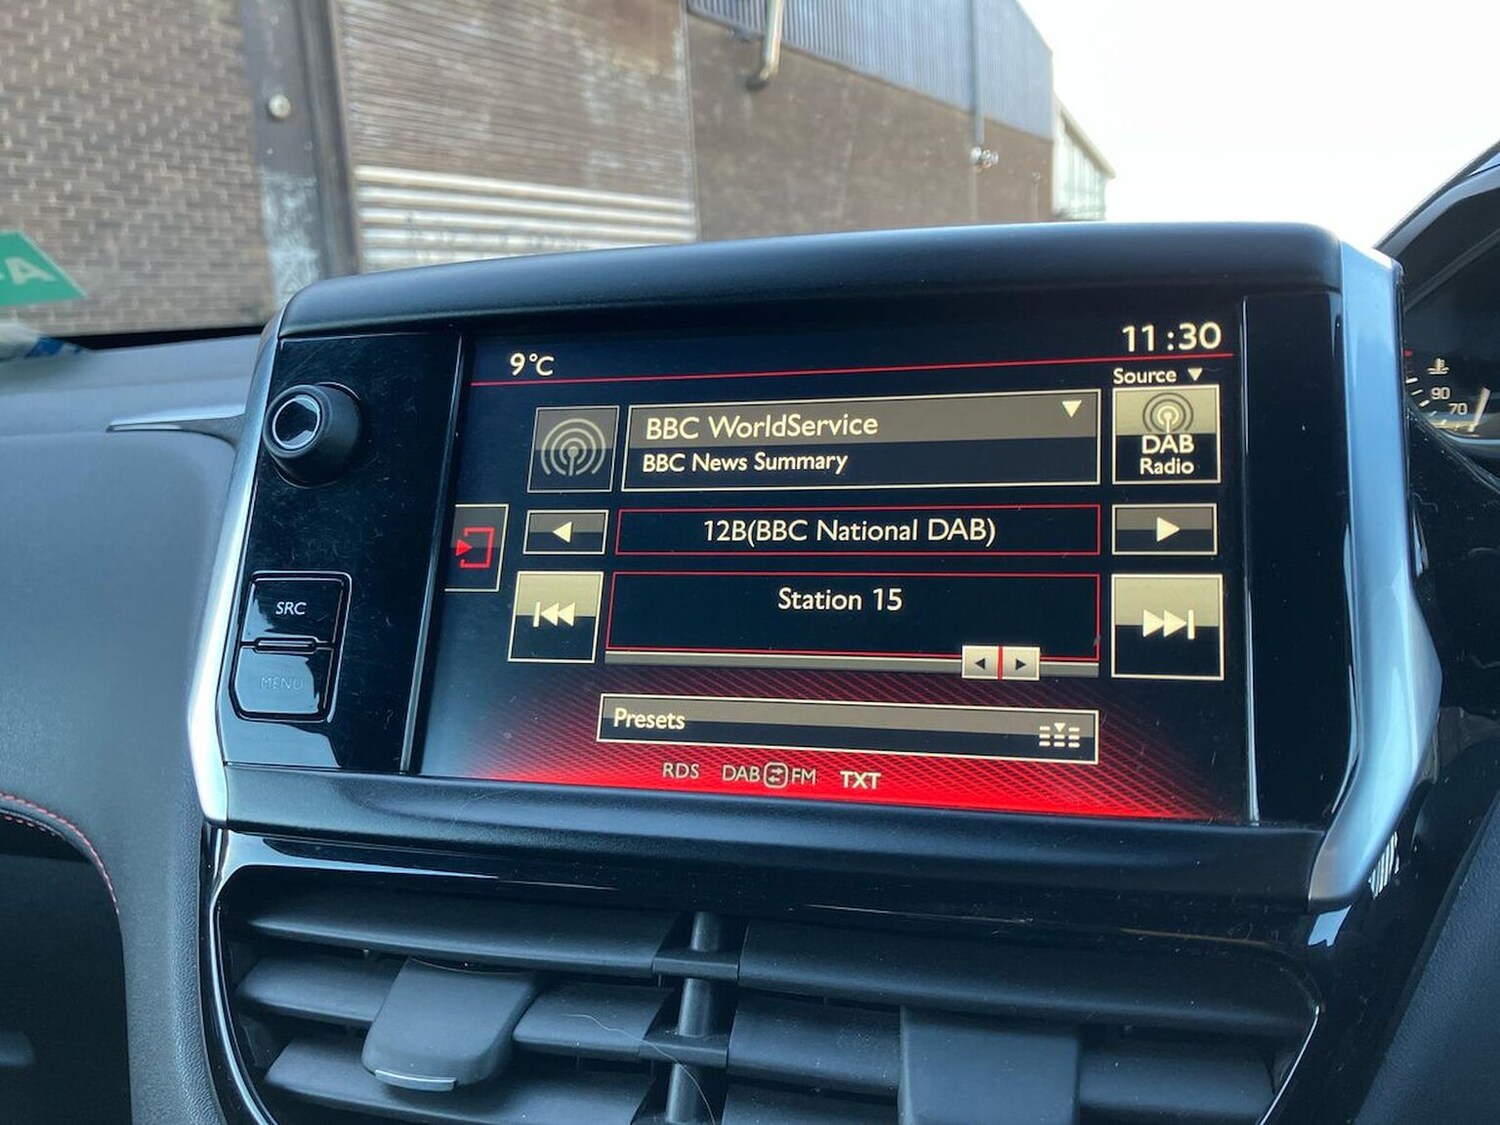 9°C
11:30
Source
BBC WorldService
BBC News Summary
DAB
Radio
12B(BBC National DAB)
Station 15
SRC
MENU
Presets
RDS DAB FM TXT
90
70
A